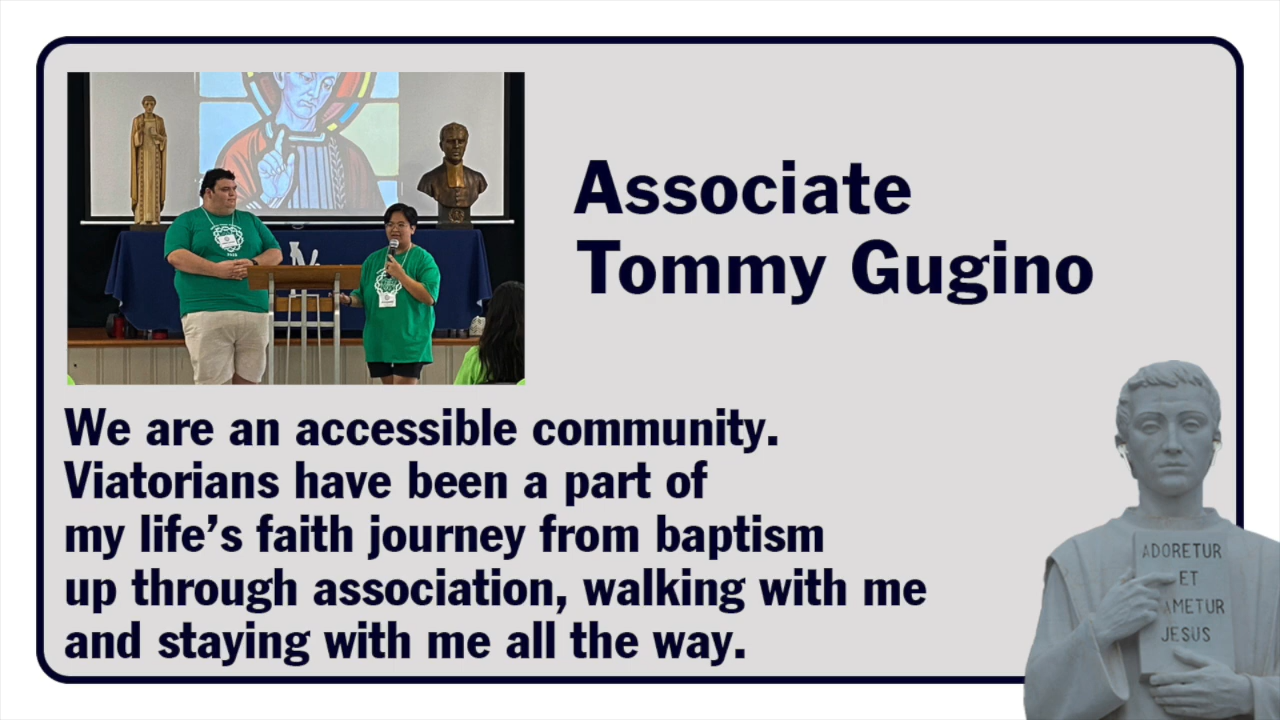 Associate
Tommy Gugino
We are an accessible community.
Viatorians have been a part of
my life’s faith journey from baptism
up through association, walking with me
and staying with me all the way.
ADORETUR
ET
AMETUR
JESUS